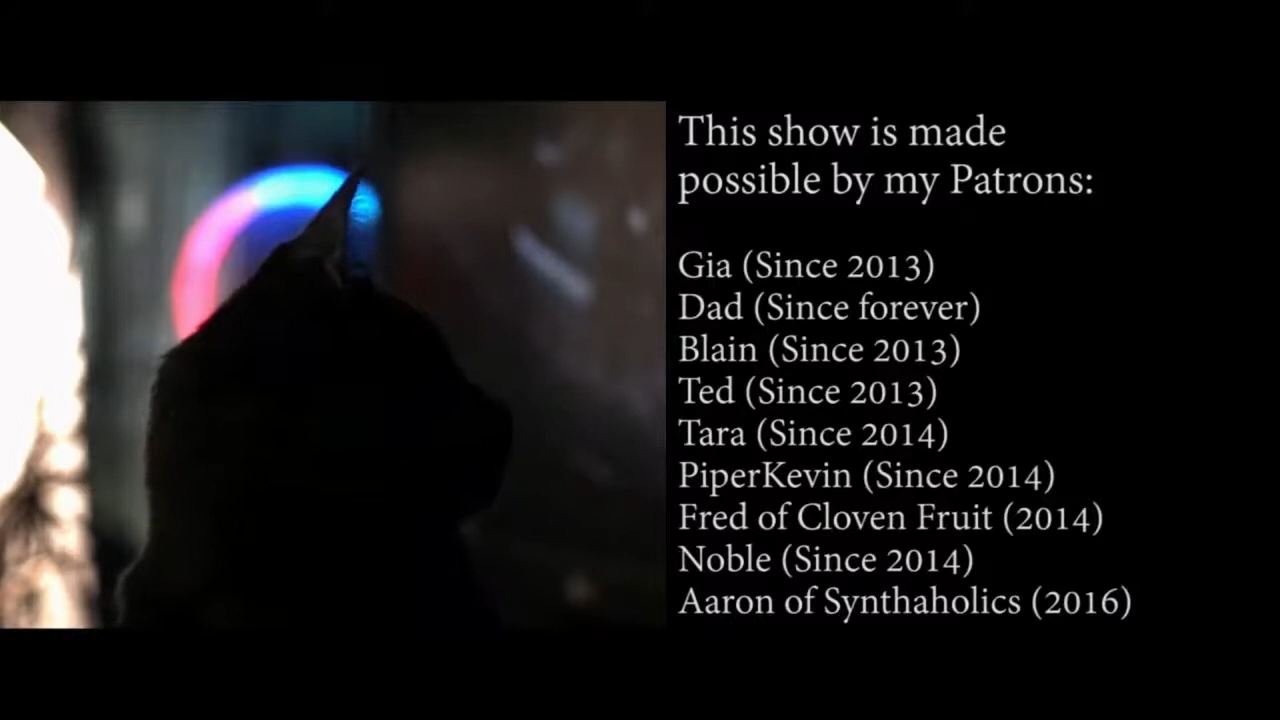 This show is made
possible by my Patrons:
Gia (Since 2013)
Dad (Since forever)
Blain (Since 2013)
Ted (Since 2013)
Tara (Since 2014)
PiperKevin (Since 2014)
Fred of Cloven Fruit (2014)
Noble (Since 2014)
Aaron of Synthaholics (2016)